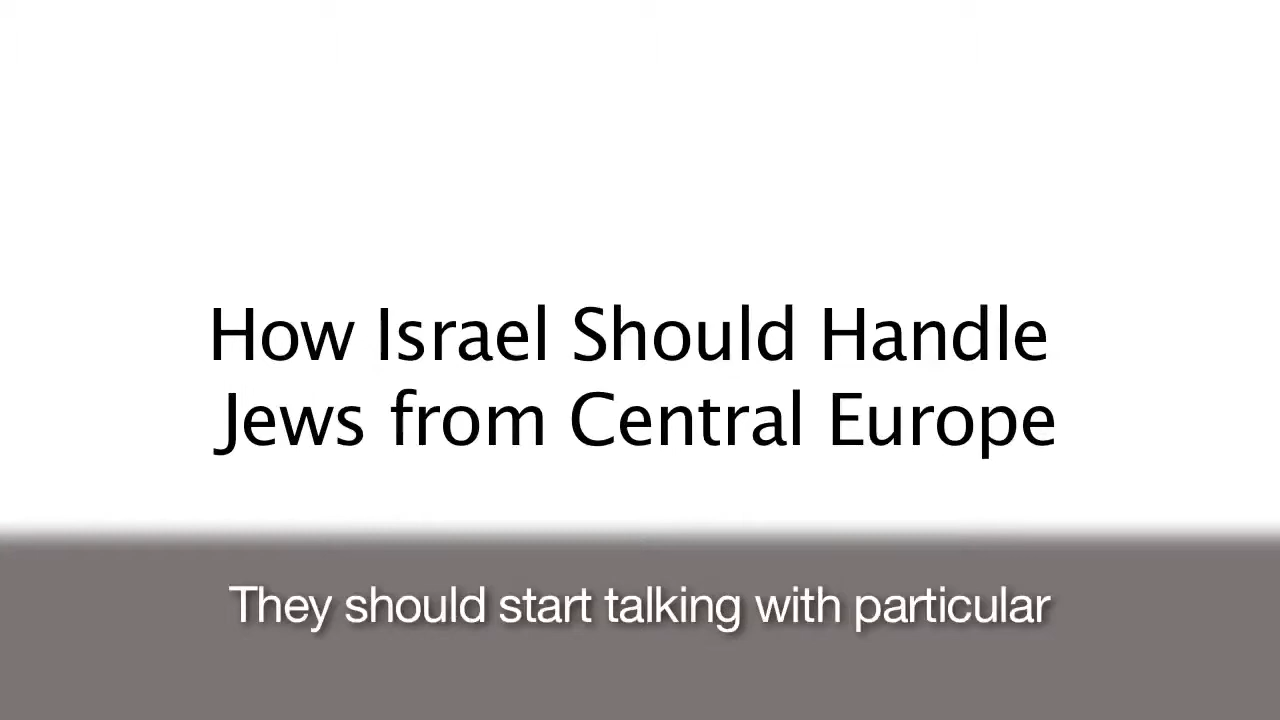 How Israel Should Handle
Jews from Central Europe
They should start talking with particular